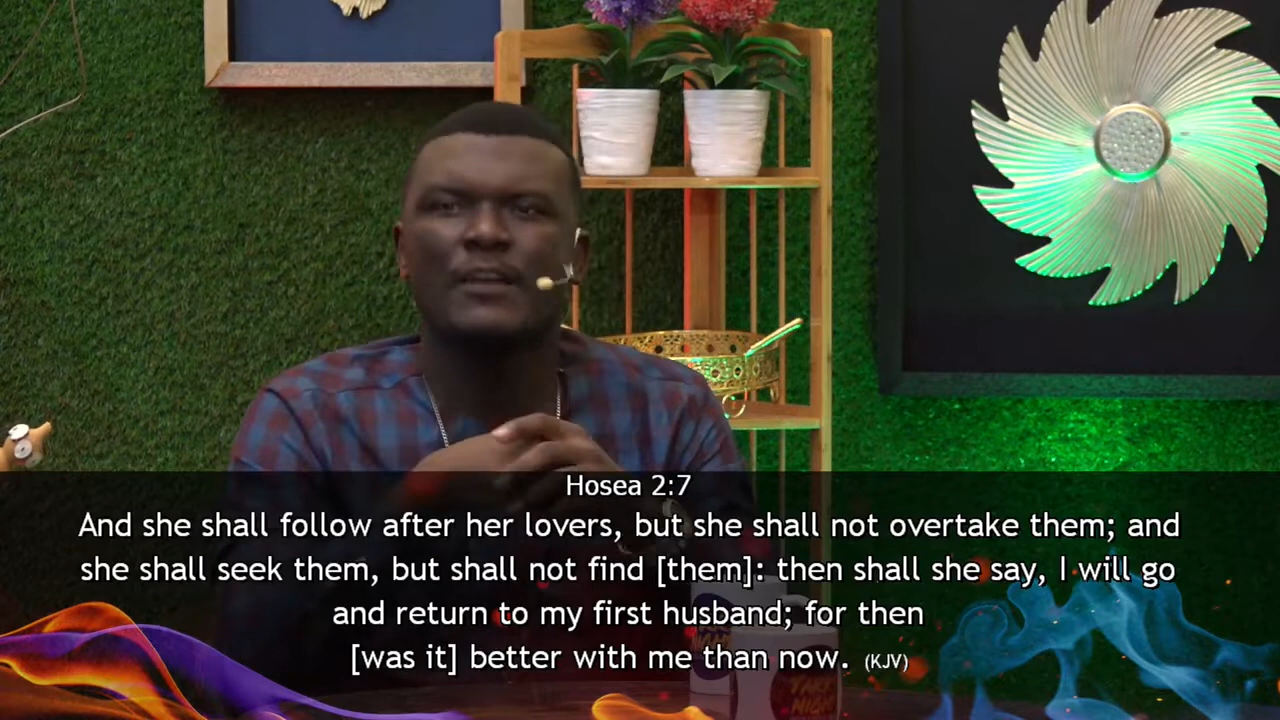 Hosea 2:7
And she shall follow after her lovers, but she shall not overtake them; and
she shall seek them, but shall not find [them]: then shall she say, I will go
and return to my first husband; for then
[was it] better with me than now. (KJV)